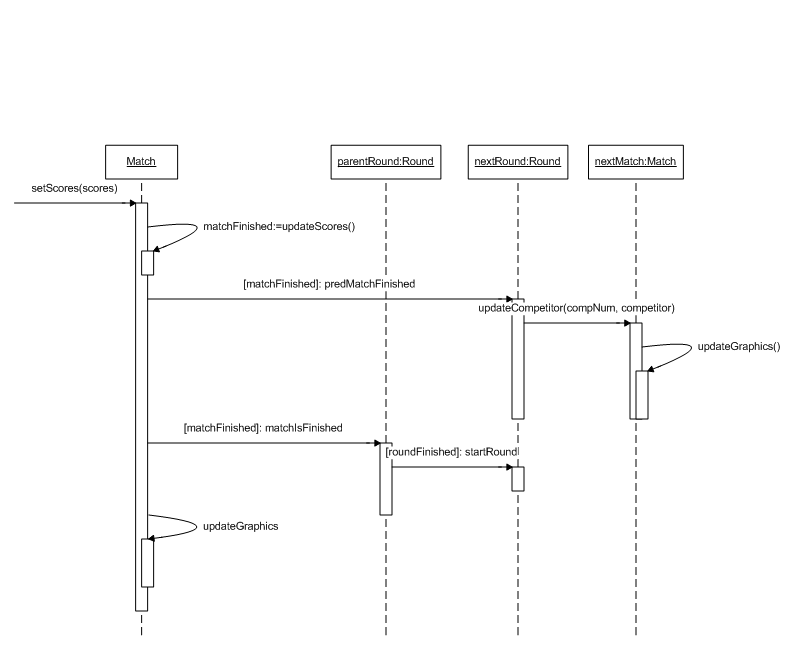 Match
parentRound:Round
nextRound:Round
nextMatch:Match
setScores(scores)
matchFinished:=updateScores()
[matchFinished]: predMatchFinished
updateCompetitor(compNum, competitor)
updateGraphics()
[matchFinished]: matchIsFinished
[roundFinished]: startRound
updateGraphics